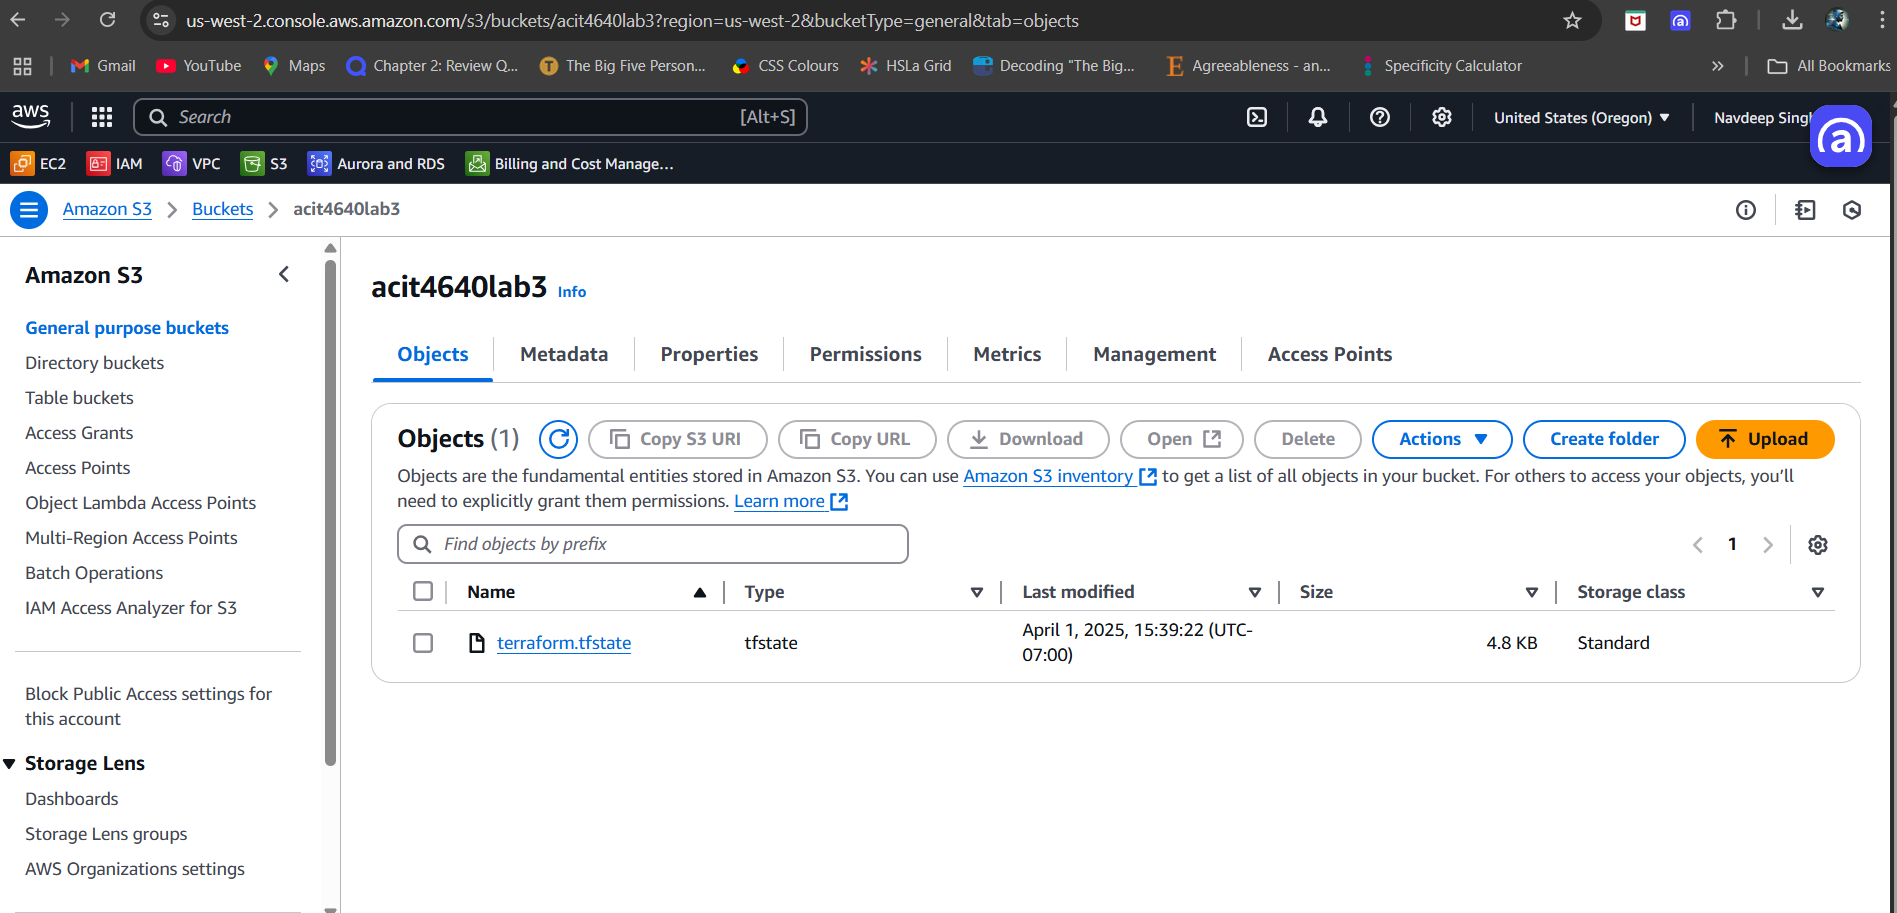 us-west-2.console.aws.amazon.com/s3/buckets/acit4640lab3?region=us-west-2&bucketType=general&tab=objects
Gmail YouTube Maps Chapter 2: Review Q... The Big Five Person... CSS Colours HSLa Grid Decoding "The Big... Agreeableness - an... Specificity Calculator » All Bookmarks
aws Search [Alt+S] United States (Oregon) Navdeep
EC2 IAM VPC S3 Aurora and RDS Billing and Cost Manage...
Amazon S3 Buckets acit4640lab3
Amazon S3
General purpose buckets
Directory buckets
Table buckets
Access Grants
Access Points
Object Lambda Access Points
Multi-Region Access Points
Batch Operations
IAM Access Analyzer for S3
Block Public Access settings for
this account
Storage Lens
Dashboards
Storage Lens groups
AWS Organizations settings
acit4640lab3 Info
Objects Metadata Properties Permissions Metrics Management Access Points
Objects (1) Copy S3 URI Copy URL Download Open Delete Actions Create folder Upload
Objects are the fundamental entities stored in Amazon S3. You can use Amazon S3 inventory to get a list of all objects in your bucket. For others to access your objects, you’ll
need to explicitly grant them permissions. Learn more
Find objects by prefix 1
Name Type Last modified Size Storage class
terraform.tfstate tfstate April 1, 2025, 15:39:22 (UTC-
07:00) 4.8 KB Standard